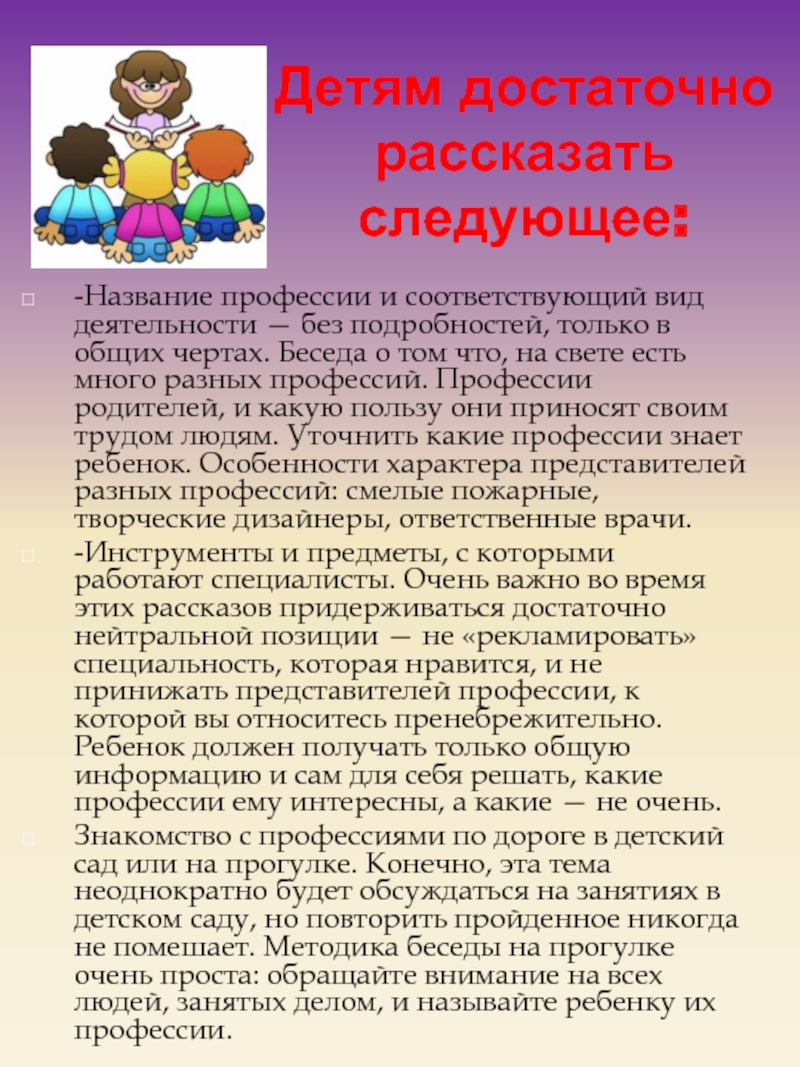 Детям достаточно
рассказать
следующее:
-Название профессии и соответствующий вид
деятельности — без подробностей, только в
общих чертах. Беседа о том что, на свете есть
много разных профессий. Профессии
родителей, и какую пользу они приносят своим
трудом людям. Уточнить какие профессии знает
ребенок. Особенности характера представителей
разных профессий: смелые пожарные,
творческие дизайнеры, ответственные врачи.
-Инструменты и предметы, с которыми
работают специалисты. Очень важно во время
этих рассказов придерживаться достаточно
нейтральной позиции — не «рекламировать»
специальность, которая нравится, и не
принижать представителей профессии, к
которой вы относитесь пренебрежительно.
Ребенок должен получать только общую
информацию и сам для себя решать, какие
профессии ему интересны, а какие — не очень.
Знакомство с профессиями по дороге в детский
сад или на прогулке. Конечно, эта тема
неоднократно будет обсуждаться на занятиях в
детском саду, но повторить пройденное никогда
не помешает. Методика беседы на прогулке
очень проста: обращайте внимание на всех
людей, занятых делом, и называйте ребенку их
профессии.